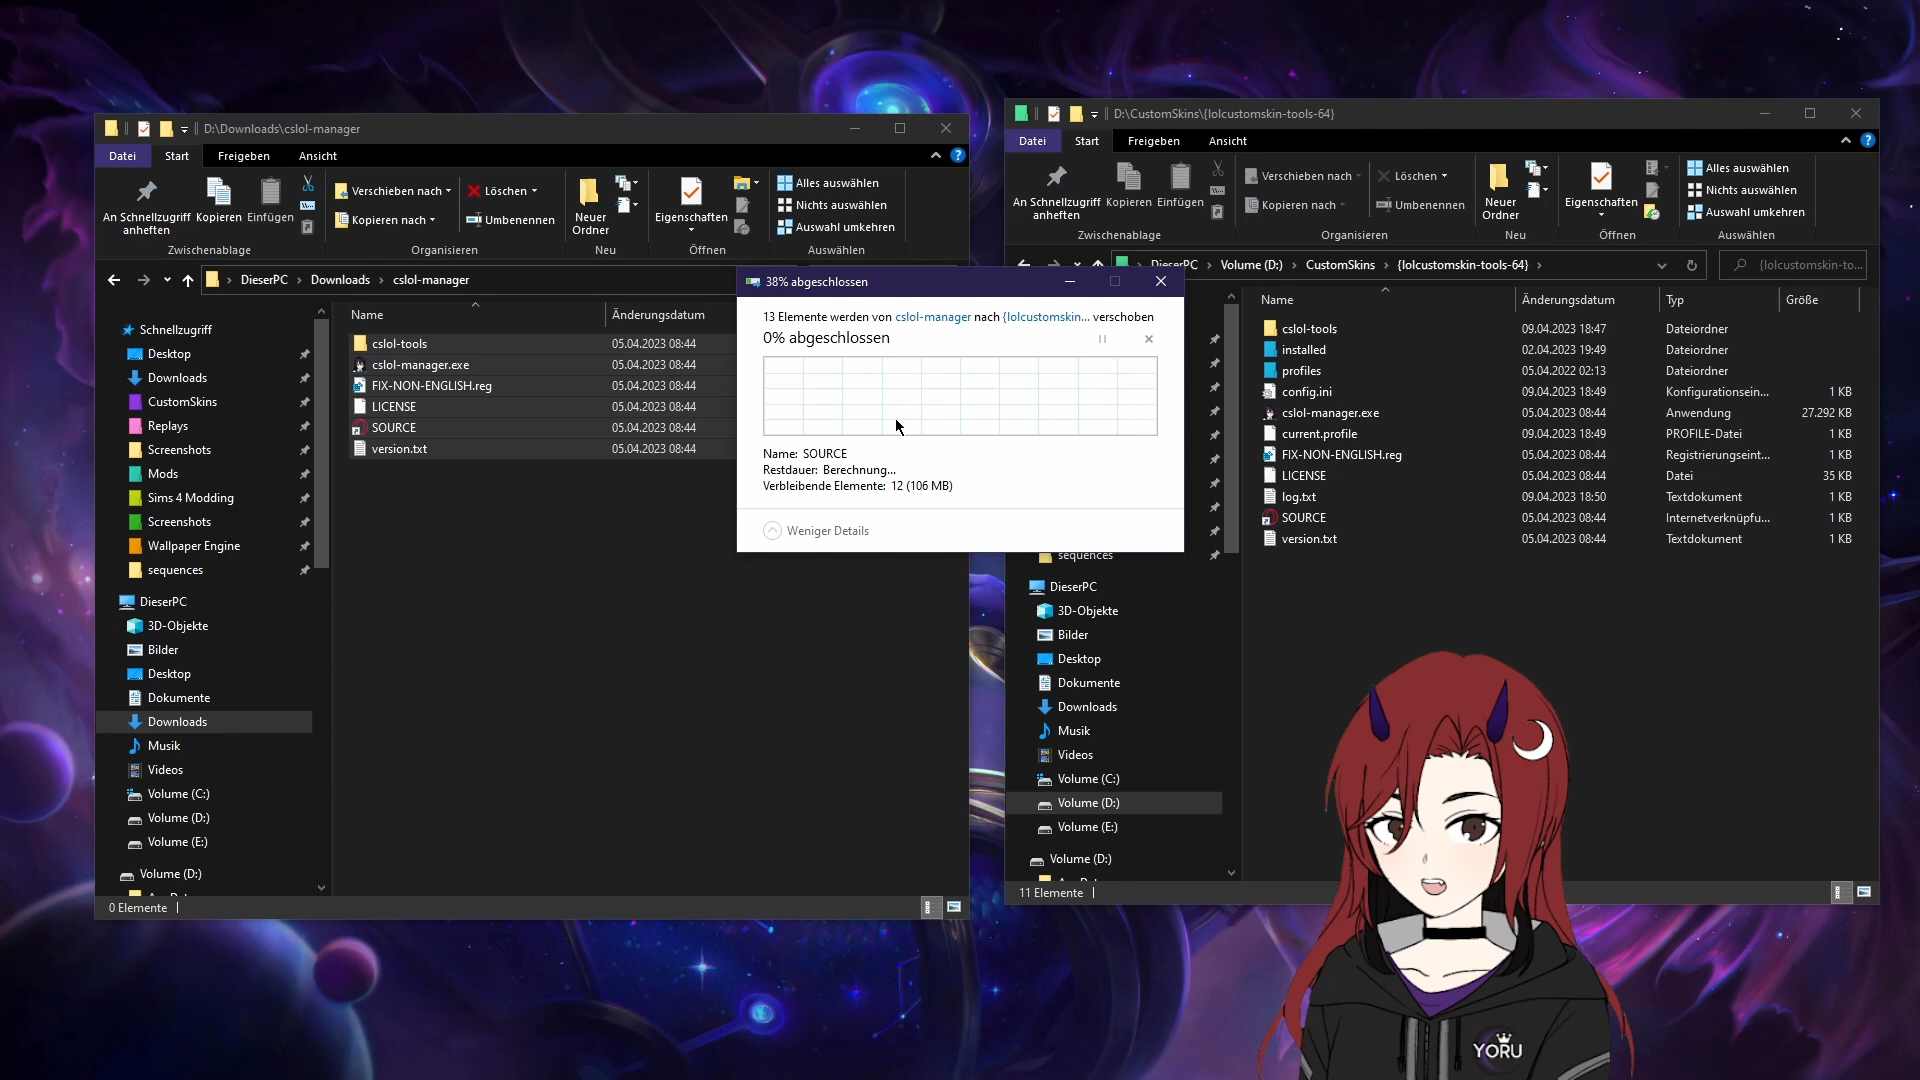 D:\Downloads\cslol-manager
Datei
Start
Freigeben
Ansicht
An Schnellzugriff anheften
Kopieren
Einfügen
Zwischenablage
Verschieben nach
Kopieren nach
Löschen
Umbenennen
Organisieren
Neuer Ordner
Neu
Eigenschaften
Öffnen
Alles auswählen
Nichts auswählen
Auswahl umkehren
Auswählen
DieserPC
Downloads
cslol-manager
Schnellzugriff
Desktop
Downloads
CustomSkins
Replays
Screenshots
Mods
Sims 4 Modding
Screenshots
Wallpaper Engine
sequences
DieserPC
3D-Objekte
Bilder
Desktop
Dokumente
Downloads
Musik
Videos
Volume (C:)
Volume (D:)
Volume (E:)
Volume (D:)
Name Änderungsdatum
cslol-tools 05.04.2023 08:44
cslol-manager.exe 05.04.2023 08:44
FIX-NON-ENGLISH.reg 05.04.2023 08:44
LICENSE 05.04.2023 08:44
SOURCE 05.04.2023 08:44
version.txt 05.04.2023 08:44
0 Elemente
38% abgeschlossen
13 Elemente werden von cslol-manager nach {lolcustomskin... verschoben
0% abgeschlossen
Name: SOURCE
Restdauer: Berechnung...
Verbleibende Elemente: 12 (106 MB)
Weniger Details
D:\CustomSkins\{lolcustomskin-tools-64}
Datei
Start
Freigeben
Ansicht
An Schnellzugriff anheften
Kopieren
Einfügen
Zwischenablage
Verschieben nach
Kopieren nach
Löschen
Umbenennen
Organisieren
Neuer Ordner
Neu
Eigenschaften
Öffnen
Alles auswählen
Nichts auswählen
Auswahl umkehren
Auswählen
DieserPC
Volume (D:)
CustomSkins
{lolcustomskin-tools-64}
{lolcustomskin-to...
sequences
DieserPC
3D-Objekte
Bilder
Desktop
Dokumente
Downloads
Musik
Videos
Volume (C:)
Volume (D:)
Volume (E:)
Volume (D:)
Name Änderungsdatum Typ Größe
cslol-tools 09.04.2023 18:47 Dateiordner
installed 02.04.2023 19:49 Dateiordner
profiles 05.04.2022 02:13 Dateiordner
config.ini 09.04.2023 18:49 Konfigurationsein... 1 KB
cslol-manager.exe 05.04.2023 08:44 Anwendung 27.292 KB
current.profile 09.04.2023 18:49 PROFILE-Datei 1 KB
FIX-NON-ENGLISH.reg 05.04.2023 08:44 Registrierungseint... 1 KB
LICENSE 05.04.2023 08:44 Datei 35 KB
log.txt 09.04.2023 18:50 Textdokument 1 KB
SOURCE 05.04.2023 08:44 Internetverknüpfu... 1 KB
version.txt 05.04.2023 08:44 Textdokument 1 KB
11 Elemente
YORU